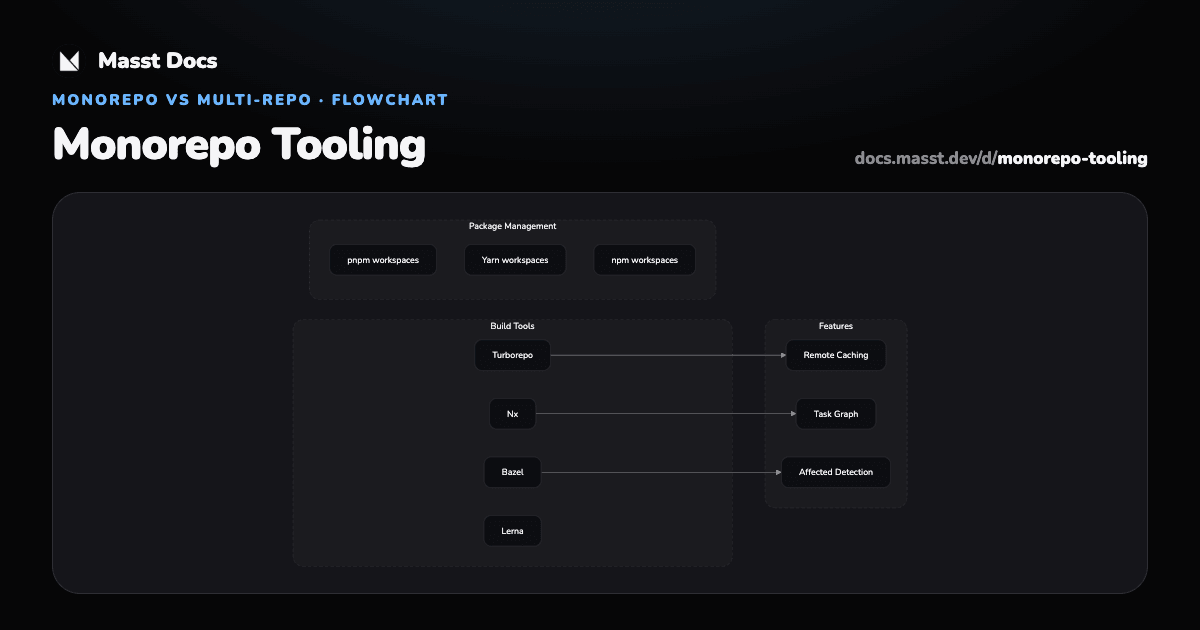 Masst Docs
MONOREPO VS MULTI-REPO · FLOWCHART
Monorepo Tooling
docs.masst.dev/d/monorepo-tooling
Package Management
pnpm workspaces
Yarn workspaces
npm workspaces
Build Tools
Features
Turborepo
Remote Caching
Nx
Task Graph
Bazel
Affected Detection
Lerna